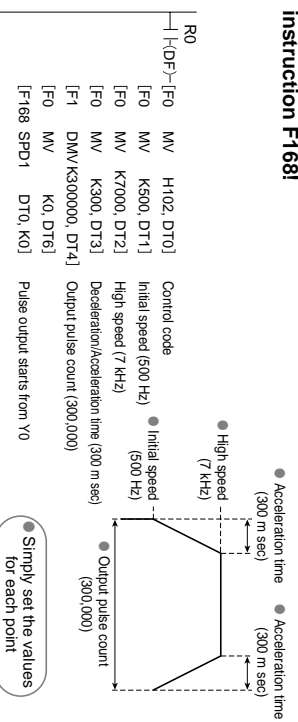 instruction F168!
R0
(DF) [F0 MV H102, DT0] Control code
[F0 MV K500, DT1] Initial speed (500 Hz)
[F0 MV K7000, DT2] High speed (7 kHz)
[F0 MV K300, DT3] Deceleration/Acceleration time (300 m sec)
[F1 DMV K300000, DT4] Output pulse count (300,000)
[F0 MV K0, DT6]
[F168 SPD1 DT0, K0] Pulse output starts from Y0
● Acceleration time
(300 m sec)
● Acceleration time
(300 m sec)
● High speed
(7 kHz)
● Initial speed
(500 Hz)
● Output pulse count
(300,000)
● Simply set the values
for each point